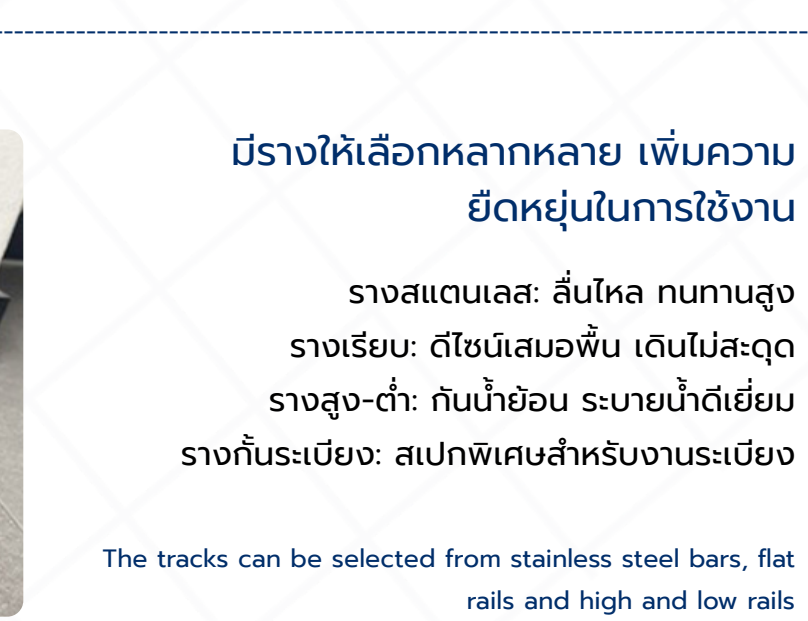 มีรางให้เลือกหลากหลาย เพิ่มความ
ยืดหยุ่นในการใช้งาน
รางสแตนเลส: ลื่นไหล ทนทานสูง
รางเรียบ: ดีไซน์เสมอพื้น เดินไม่สะดุด
รางสูง-ต่ำ: กันน้ำย้อน ระบายน้ำดีเยี่ยม
รางกั้นระเบียง: สเปกพิเศษสำหรับงานระเบียง
The tracks can be selected from stainless steel bars, flat
rails and high and low rails